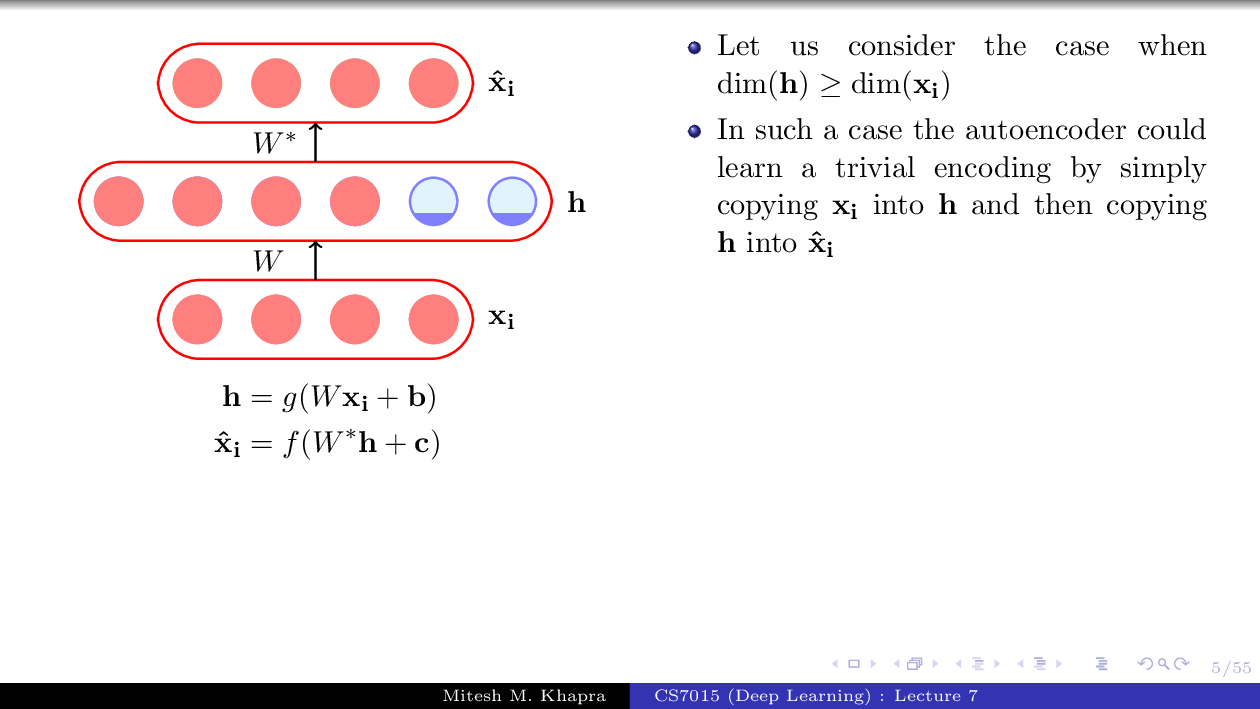 x̂ᵢ
W*
h
W
xᵢ
h = g(Wxᵢ + b)
x̂ᵢ = f(W*h + c)
Let us consider the case when
dim(h) ≥ dim(xᵢ)
In such a case the autoencoder could
learn a trivial encoding by simply
copying xᵢ into h and then copying
h into x̂ᵢ
5/55
Mitesh M. Khapra
CS7015 (Deep Learning) : Lecture 7